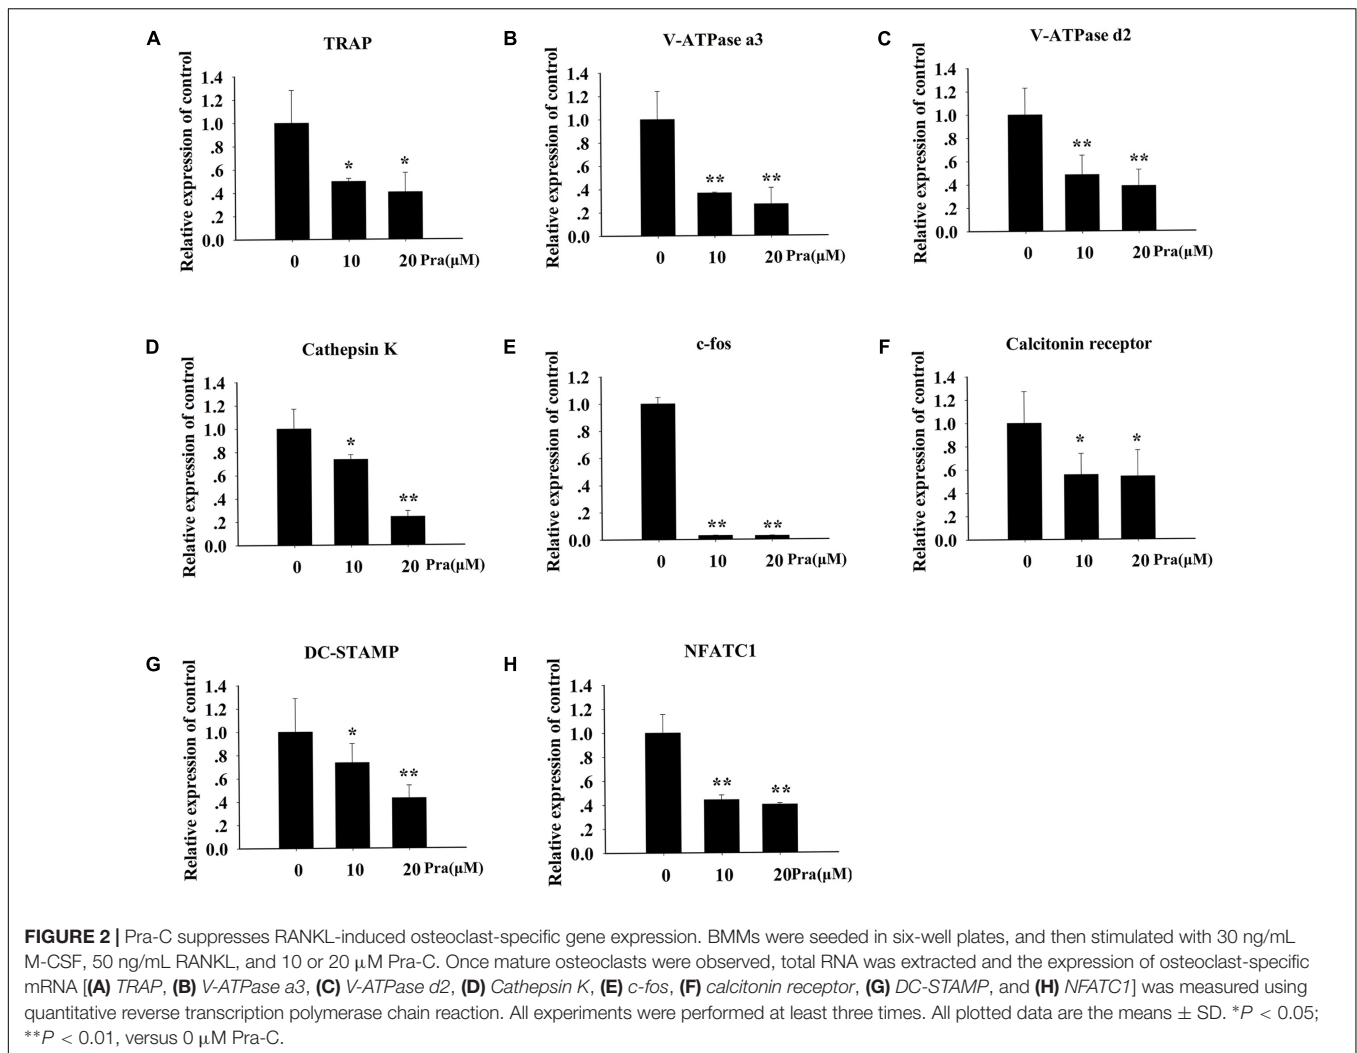 A
TRAP
Relative expression of control
1.4
1.2
1.0
.8
.6
.4
.2
0.0
*
*
0 10 20 Pra(µM)
B
V-ATPase a3
Relative expression of control
1.4
1.2
1.0
.8
.6
.4
.2
0.0
**
**
0 10 20 Pra(µM)
C
V-ATPase d2
Relative expression of control
1.4
1.2
1.0
.8
.6
.4
.2
0.0
**
**
0 10 20 Pra(µM)
D
Cathepsin K
Relative expression of control
1.4
1.2
1.0
.8
.6
.4
.2
0.0
*
**
0 10 20 Pra(µM)
E
c-fos
Relative expression of control
1.2
1.0
.8
.6
.4
.2
0.0
**
**
0 10 20 Pra(µM)
F
Calcitonin receptor
Relative expression of control
1.4
1.2
1.0
.8
.6
.4
.2
0.0
*
*
0 10 20 Pra(µM)
G
DC-STAMP
Relative expression of control
1.4
1.2
1.0
.8
.6
.4
.2
0.0
*
**
0 10 20 Pra(µM)
H
NFATC1
Relative expression of control
1.4
1.2
1.0
.8
.6
.4
.2
0.0
**
**
0 10 20Pra(µM)
FIGURE 2 | Pra-C suppresses RANKL-induced osteoclast-specific gene expression. BMMs were seeded in six-well plates, and then stimulated with 30 ng/mL
M-CSF, 50 ng/mL RANKL, and 10 or 20 µM Pra-C. Once mature osteoclasts were observed, total RNA was extracted and the expression of osteoclast-specific
mRNA [(A) TRAP, (B) V-ATPase a3, (C) V-ATPase d2, (D) Cathepsin K, (E) c-fos, (F) calcitonin receptor, (G) DC-STAMP, and (H) NFATC1] was measured using
quantitative reverse transcription polymerase chain reaction. All experiments were performed at least three times. All plotted data are the means ± SD. *P < 0.05;
**P < 0.01, versus 0 µM Pra-C.